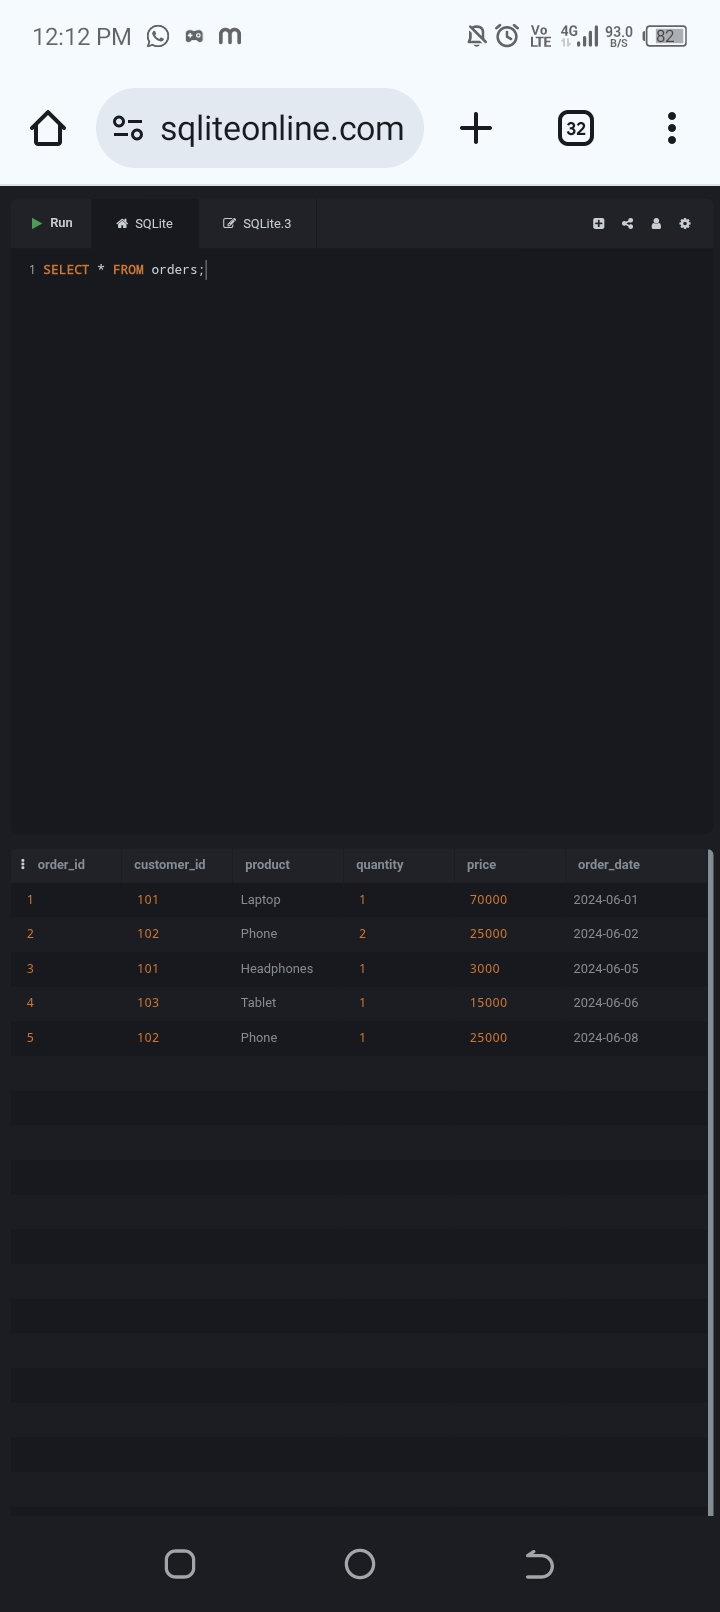 12:12 PM Vo LTE 4G 93.0 B/S 82
sqliteonline.com 32
Run SQLite SQLite.3
1 SELECT * FROM orders;
order_id customer_id product quantity price order_date
1 101 Laptop 1 70000 2024-06-01
2 102 Phone 2 25000 2024-06-02
3 101 Headphones 1 3000 2024-06-05
4 103 Tablet 1 15000 2024-06-06
5 102 Phone 1 25000 2024-06-08